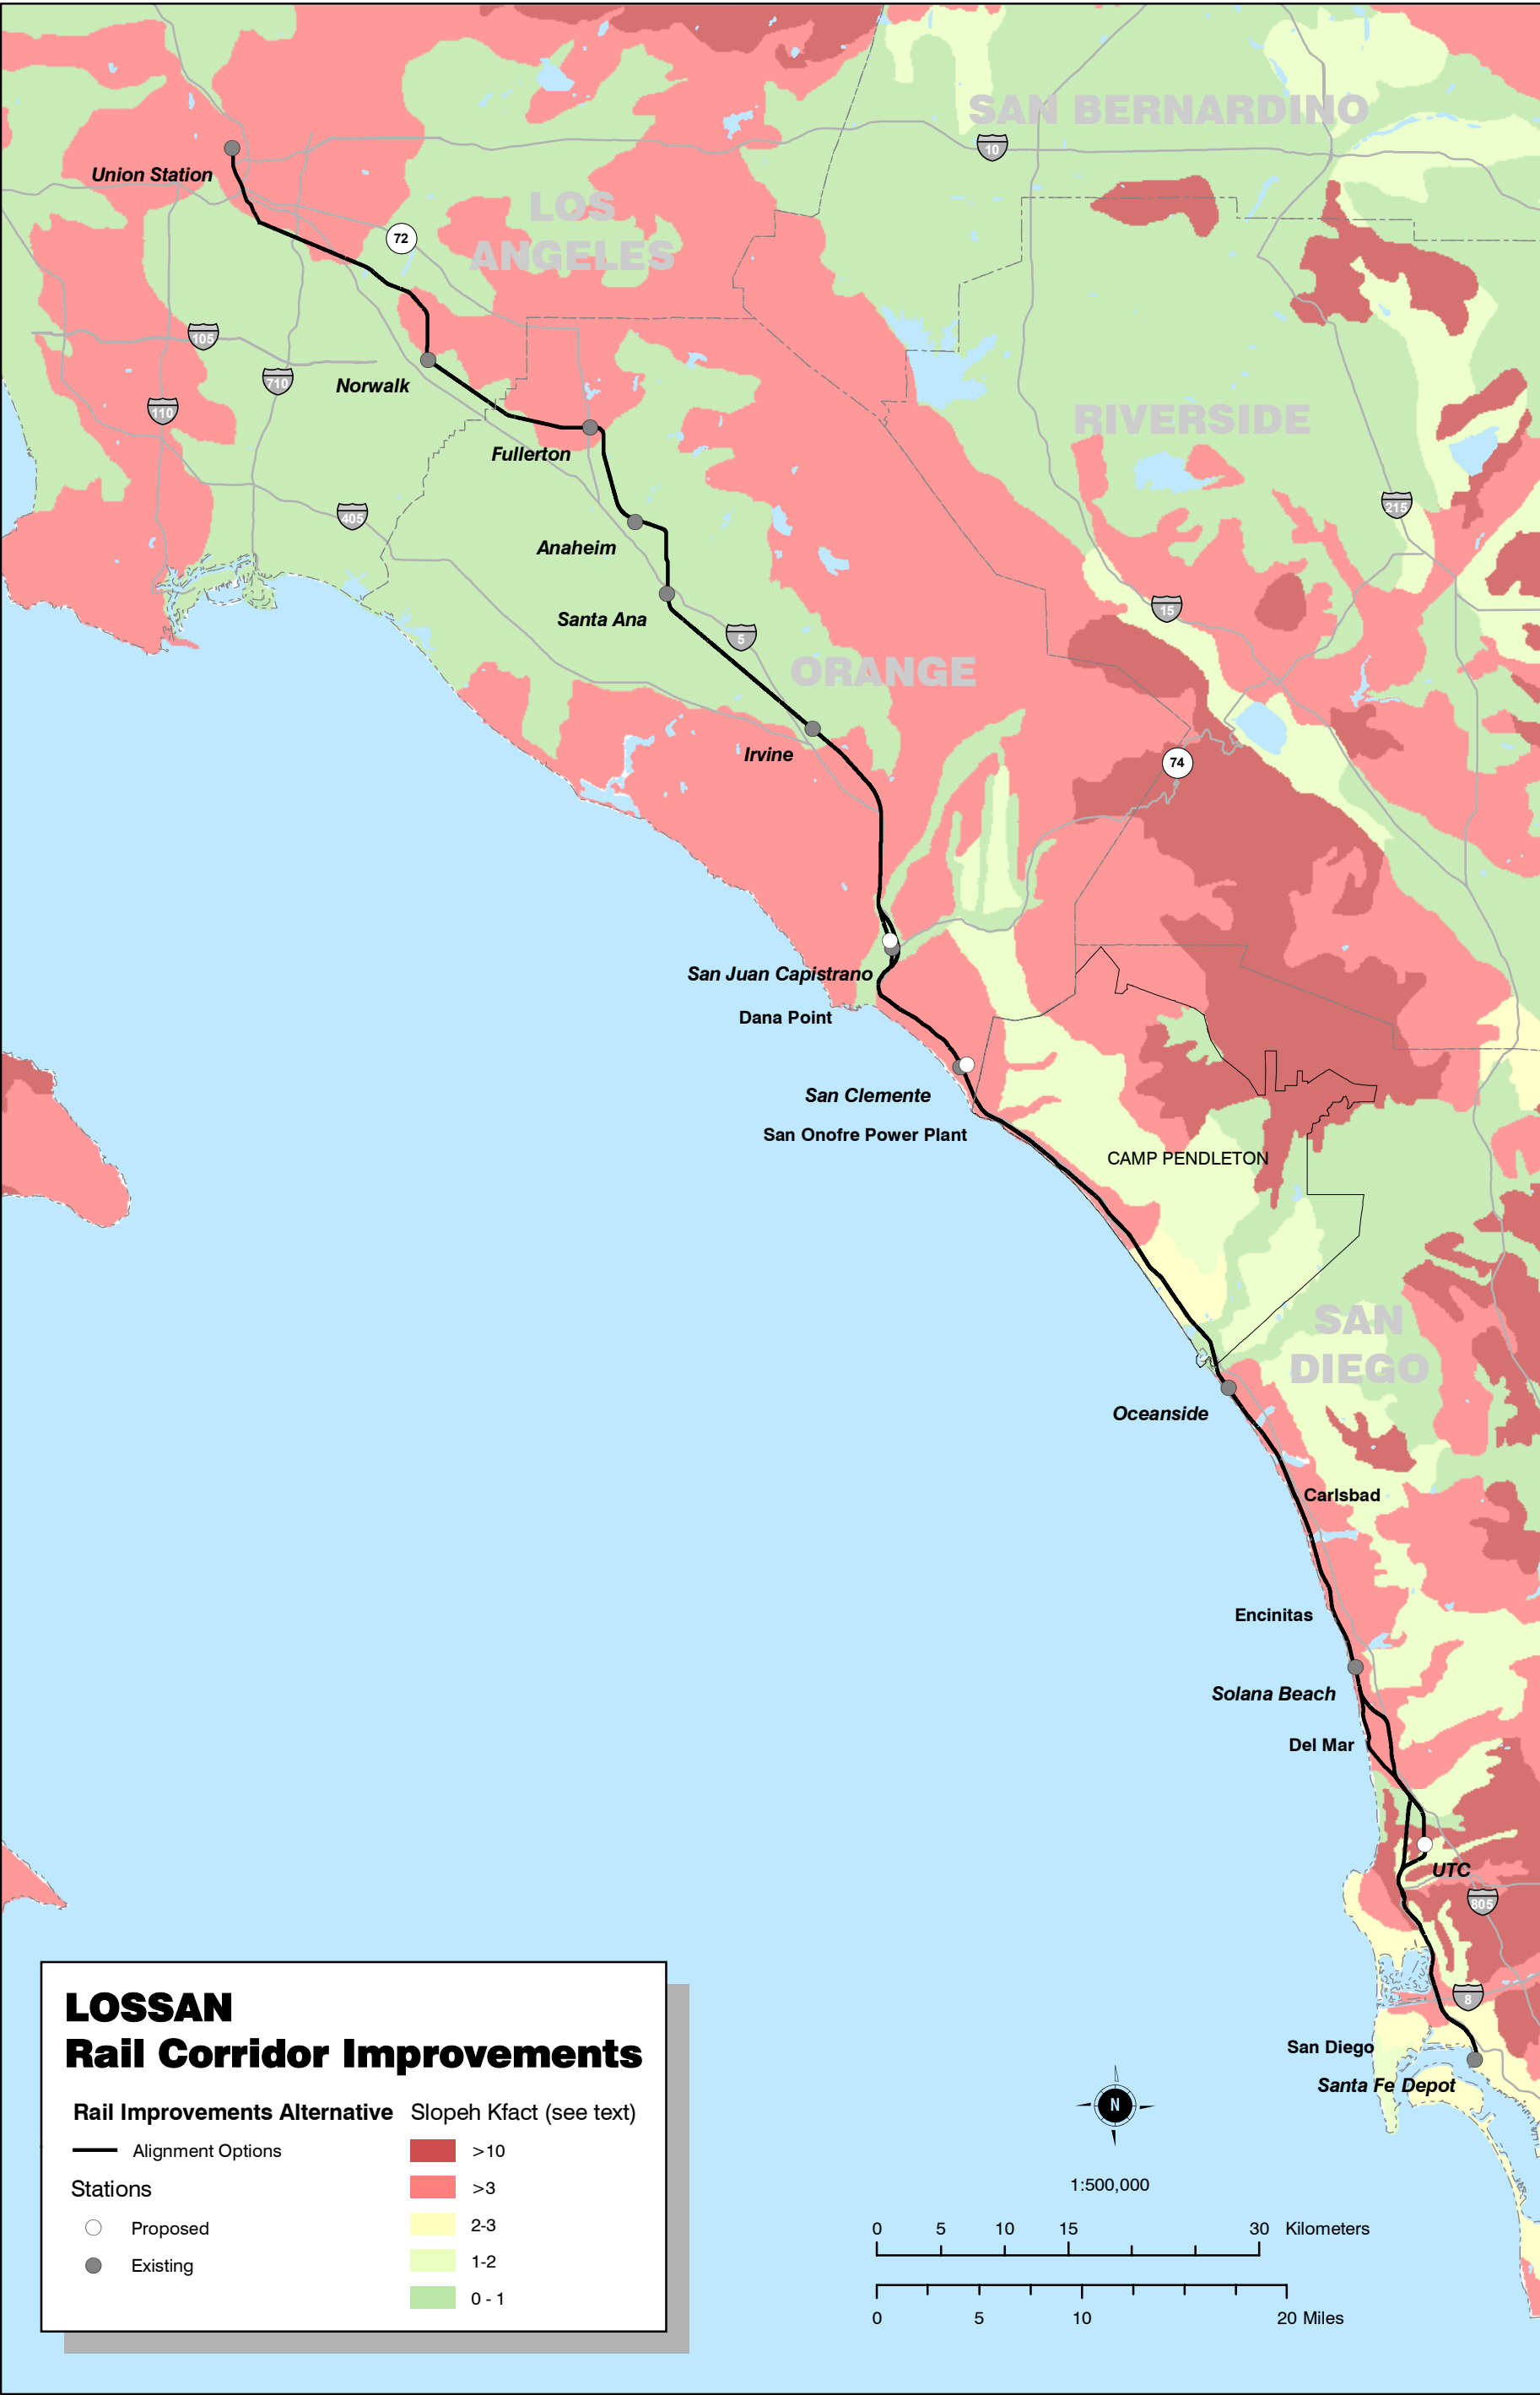 SAN BERNARDINO
10
Union Station
LOS
ANGELES
72
105
710
Norwalk
110
RIVERSIDE
Fullerton
405
215
Anaheim
15
Santa Ana
5
ORANGE
Irvine
74
San Juan Capistrano
Dana Point
San Clemente
San Onofre Power Plant
CAMP PENDLETON
SAN
DIEGO
Oceanside
Carlsbad
Encinitas
Solana Beach
Del Mar
UTC
805
8
San Diego
Santa Fe Depot
LOSSAN
Rail Corridor Improvements
Rail Improvements Alternative
Alignment Options
Stations
Proposed
Existing
Slopeh Kfact (see text)
>10
>3
2-3
1-2
0 - 1
N
1:500,000
0 5 10 15 30 Kilometers
0 5 10 20 Miles